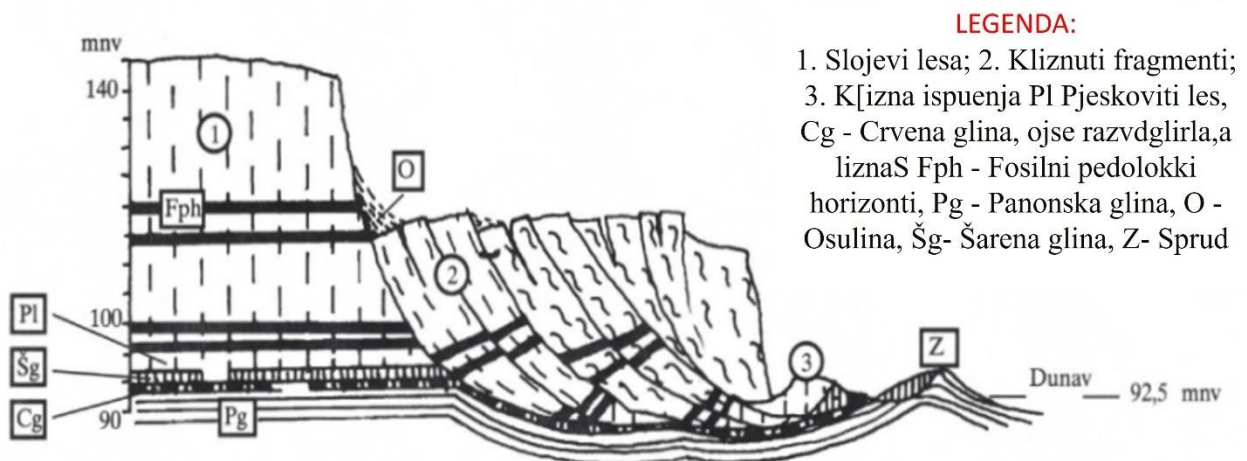 LEGENDA:
1. Slojevi lesa; 2. Kliznuti fragmenti;
3. K[izna ispuenja Pl Pjeskoviti les,
Cg - Crvena glina, ojse razvdglirla,a
liznaS Fph - Fosilni pedolokki
horizonti, Pg - Panonska glina, O -
Osulina, Šg- Šarena glina, Z- Sprud
mnv
140
1
O
Fph
2
100
Pl
3
Z
Šg
Dunav
92,5 mnv
Cg
90
Pg